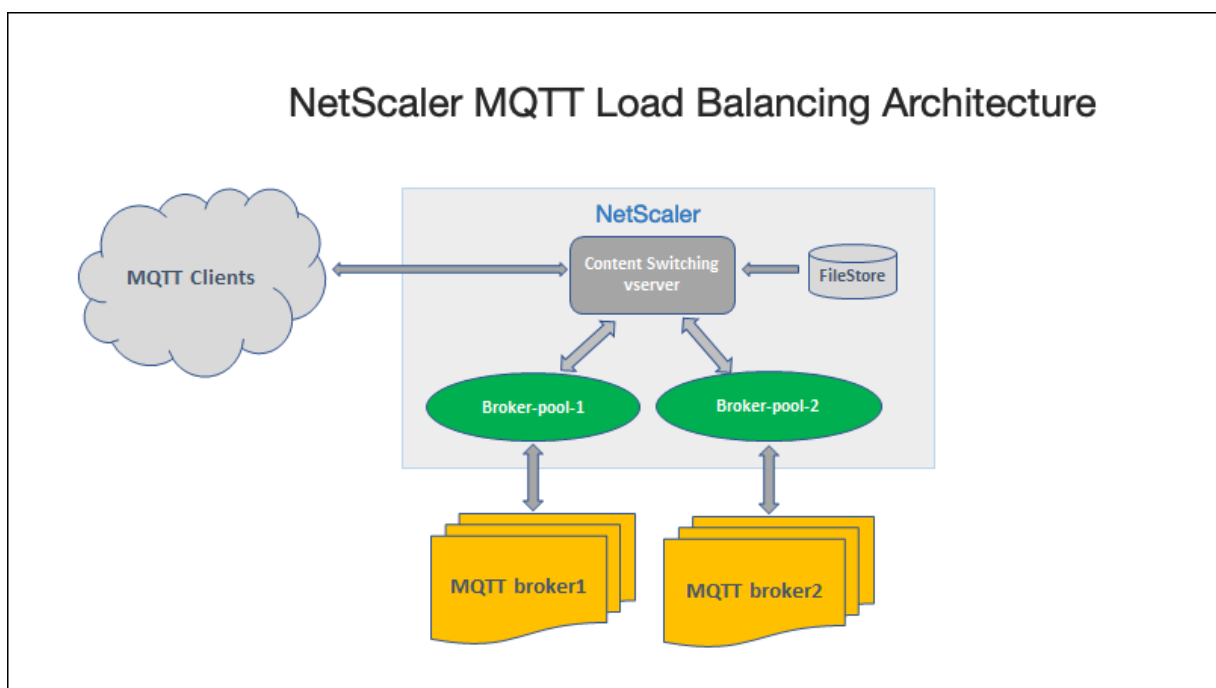 NetScaler MQTT Load Balancing Architecture
NetScaler
MQTT Clients
Content Switching
vserver
FileStore
Broker-pool-1
Broker-pool-2
MQTT broker1
MQTT broker2